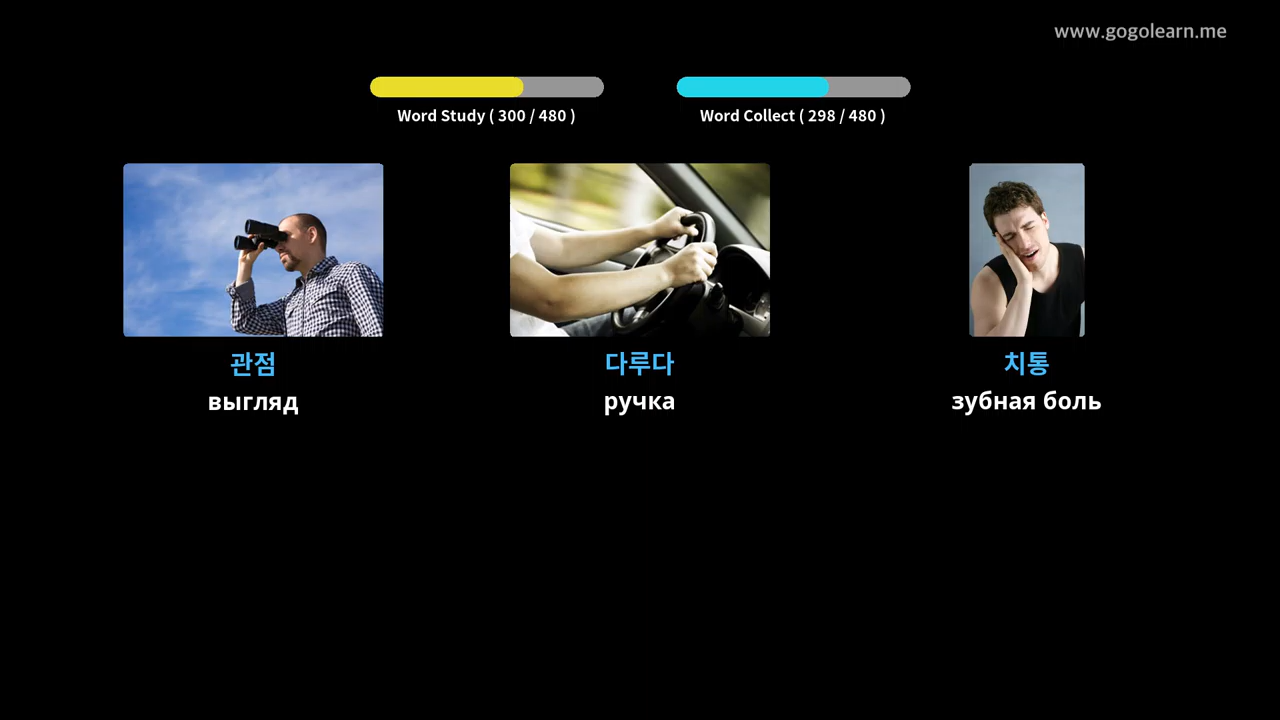 www.gogolearn.me
Word Study ( 300 / 480 )
Word Collect ( 298 / 480 )
관점
다루다
치통
выгляд
ручка
зубная боль